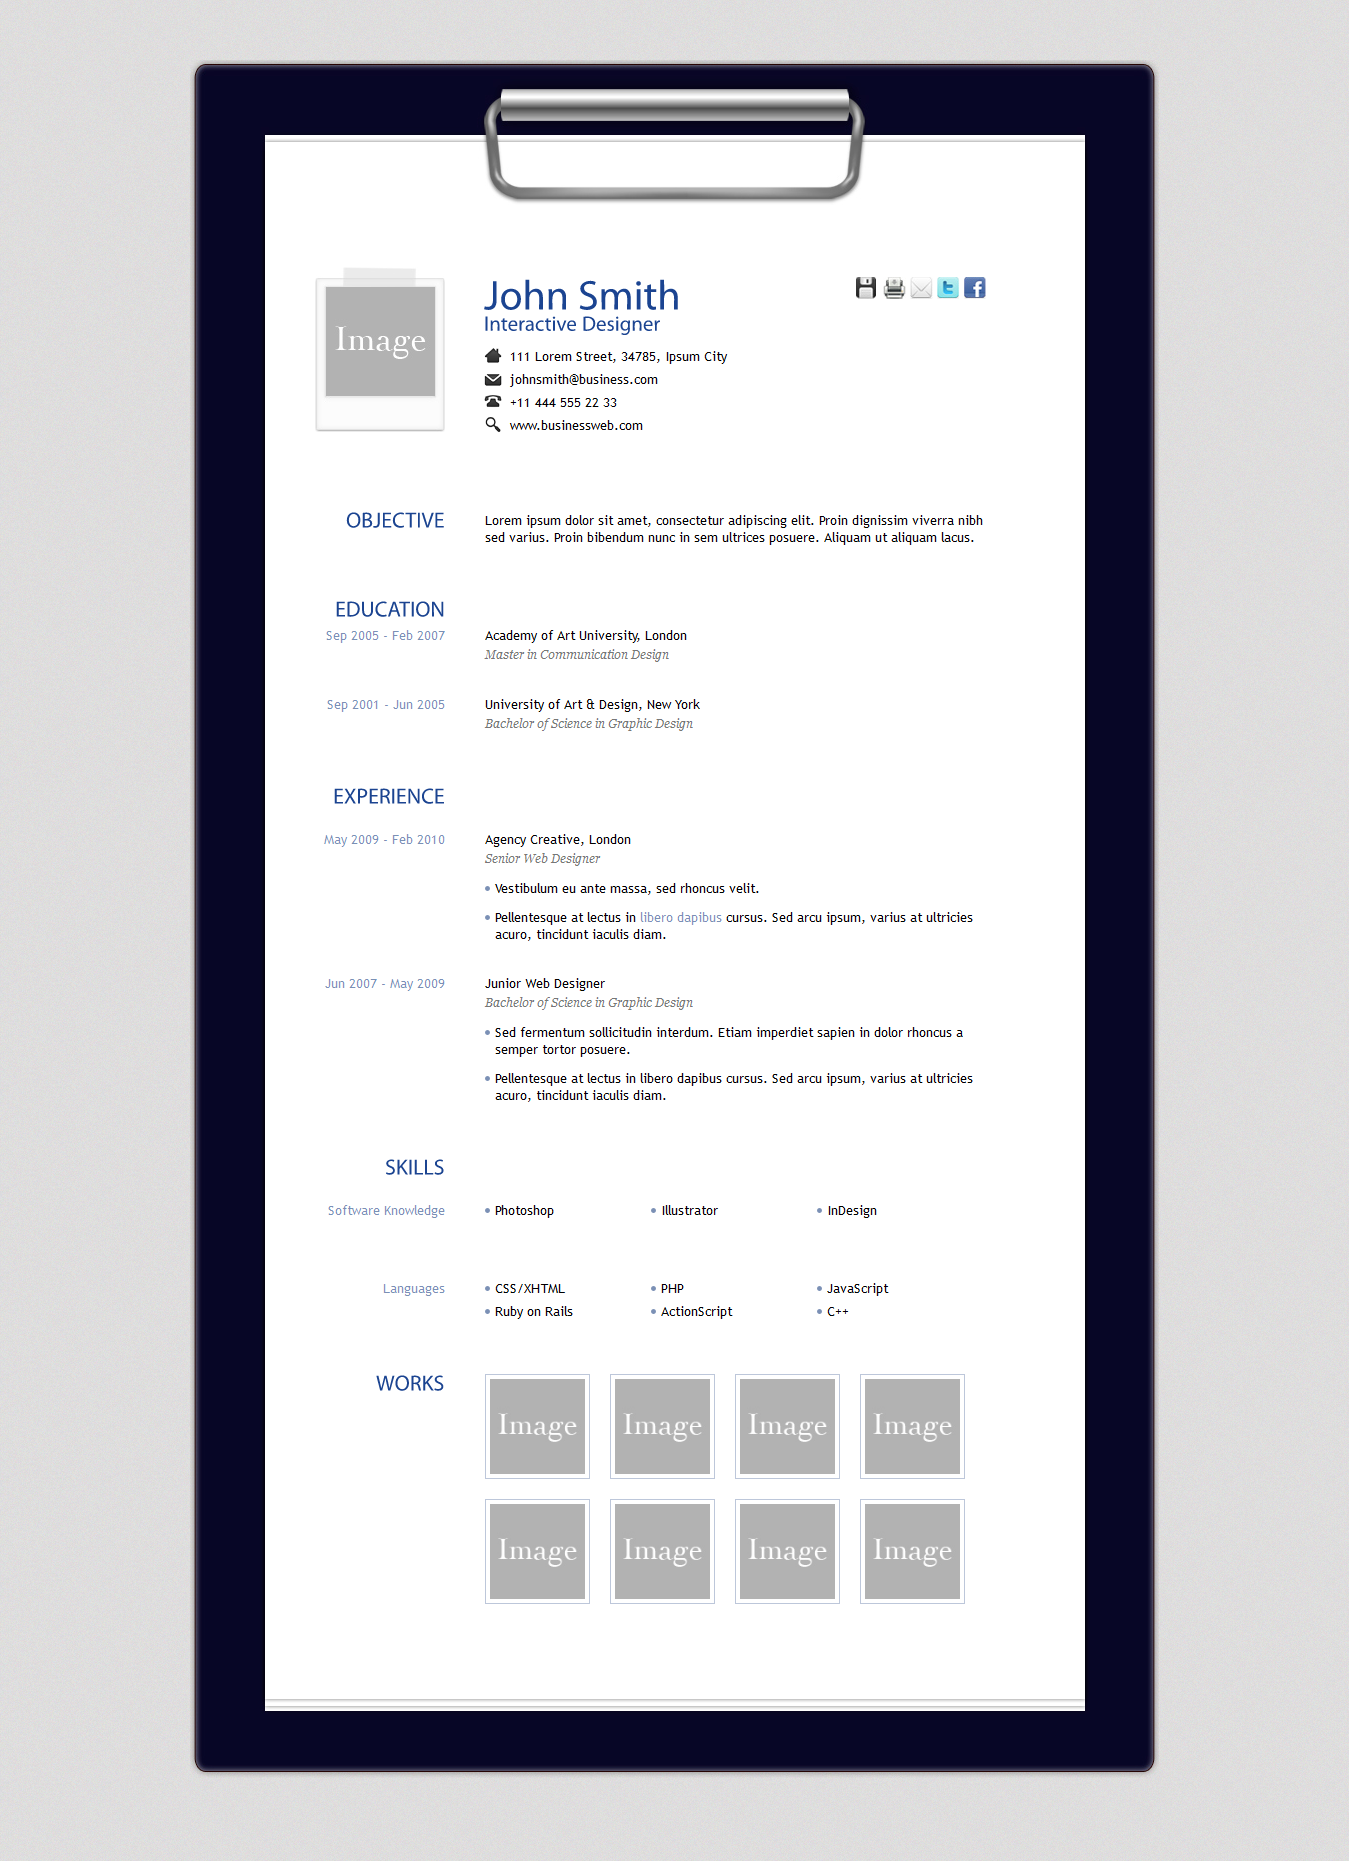 Image
John Smith
Interactive Designer
111 Lorem Street, 34785, Ipsum City
johnsmith@business.com
+11 444 555 22 33
www.businessweb.com
OBJECTIVE
Lorem ipsum dolor sit amet, consectetur adipiscing elit. Proin dignissim viverra nibh
sed varius. Proin bibendum nunc in sem ultrices posuere. Aliquam ut aliquam lacus.
EDUCATION
Sep 2005 - Feb 2007
Academy of Art University, London
Master in Communication Design
Sep 2001 - Jun 2005
University of Art & Design, New York
Bachelor of Science in Graphic Design
EXPERIENCE
May 2009 - Feb 2010
Agency Creative, London
Senior Web Designer
• Vestibulum eu ante massa, sed rhoncus velit.
• Pellentesque at lectus in libero dapibus cursus. Sed arcu ipsum, varius at ultricies
acuro, tincidunt iaculis diam.
Jun 2007 - May 2009
Junior Web Designer
Bachelor of Science in Graphic Design
• Sed fermentum sollicitudin interdum. Etiam imperdiet sapien in dolor rhoncus a
semper tortor posuere.
• Pellentesque at lectus in libero dapibus cursus. Sed arcu ipsum, varius at ultricies
acuro, tincidunt iaculis diam.
SKILLS
Software Knowledge
• Photoshop • Illustrator • InDesign
Languages
• CSS/XHTML • PHP • JavaScript
• Ruby on Rails • ActionScript • C++
WORKS
Image Image Image Image
Image Image Image Image